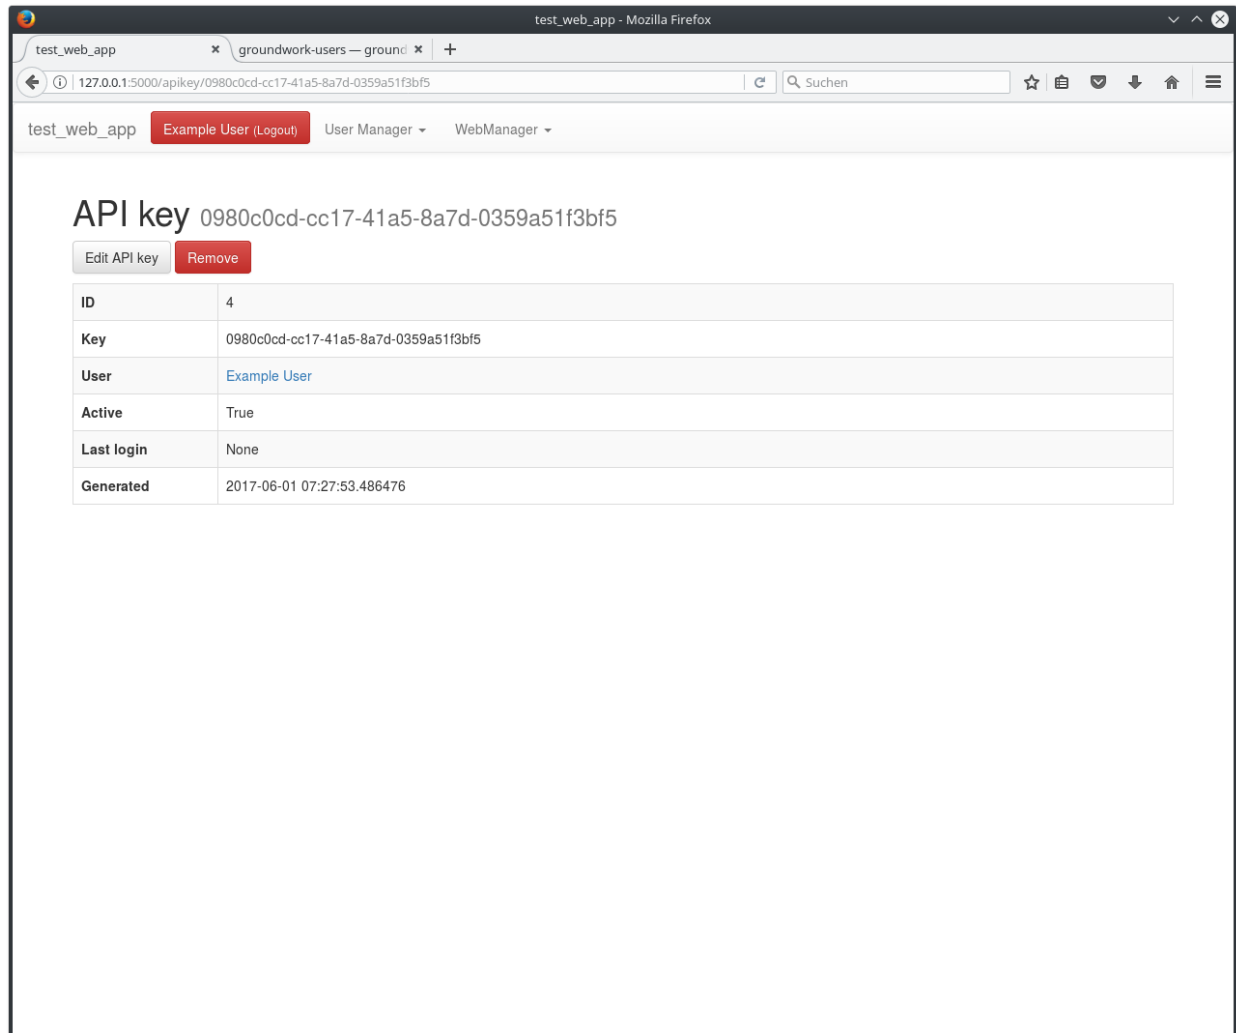 test_web_app - Mozilla Firefox
test_web_app groundwork-users — ground
127.0.0.1:5000/apikey/0980c0cd-cc17-41a5-8a7d-0359a51f3bf5 Suchen
test_web_app Example User (Logout) User Manager WebManager
API key 0980c0cd-cc17-41a5-8a7d-0359a51f3bf5
Edit API key Remove
ID 4
Key 0980c0cd-cc17-41a5-8a7d-0359a51f3bf5
User Example User
Active True
Last login None
Generated 2017-06-01 07:27:53.486476